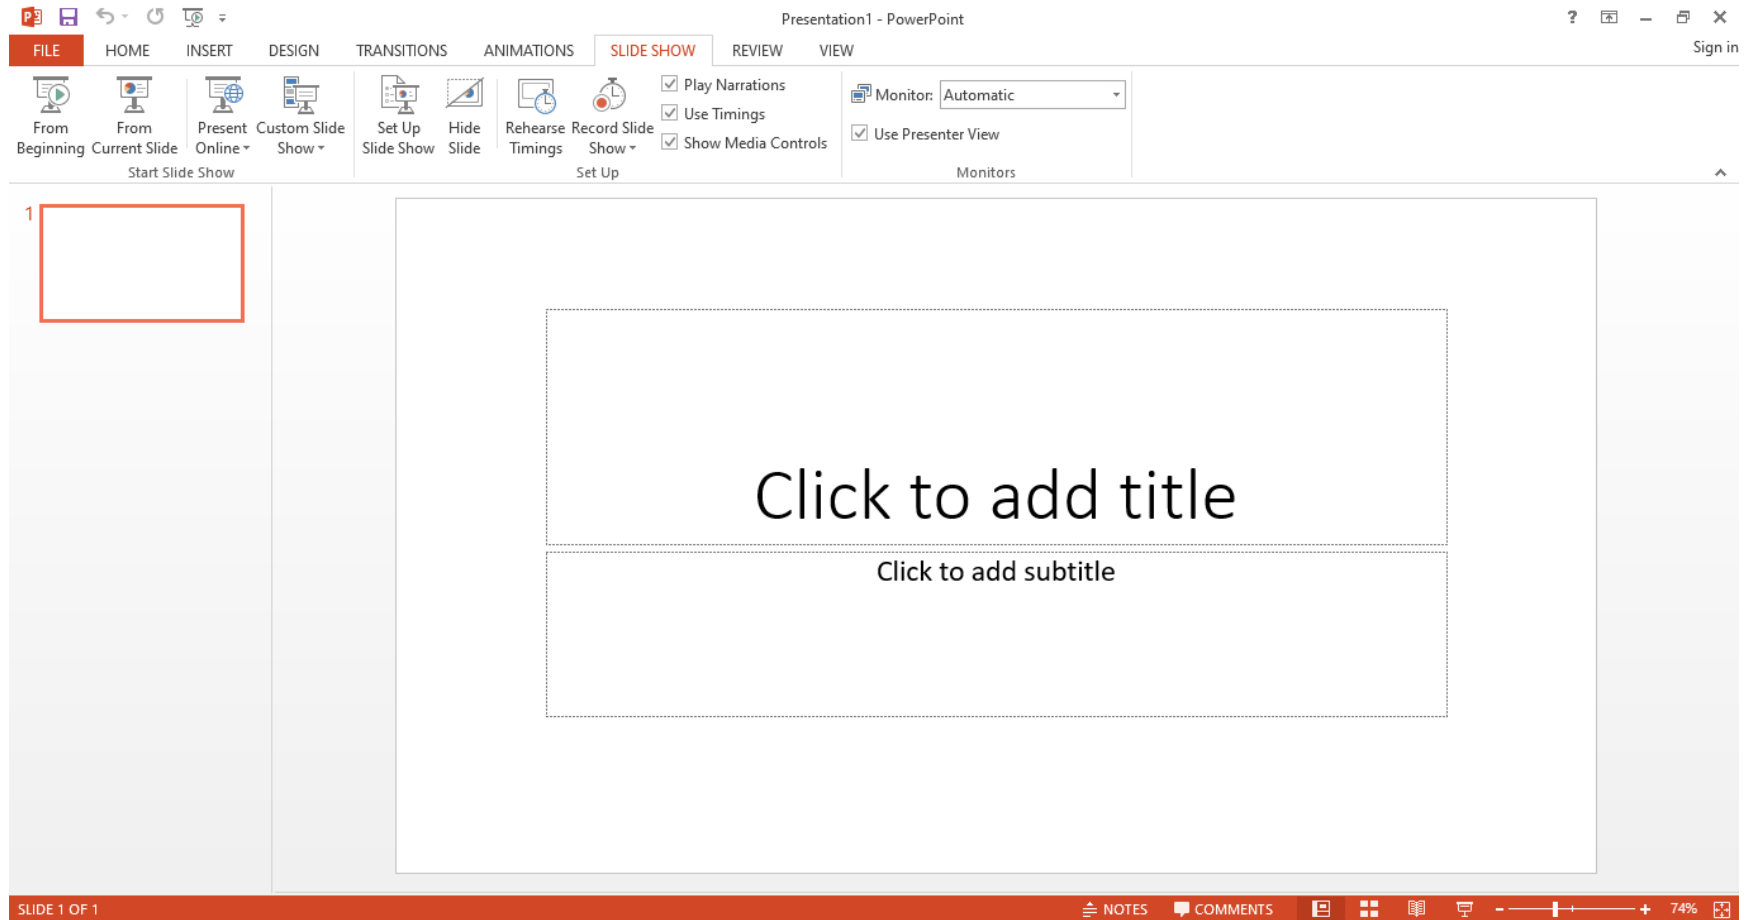 Presentation1 - PowerPoint
?
FILE HOME INSERT DESIGN TRANSITIONS ANIMATIONS SLIDE SHOW REVIEW VIEW
Sign in
From Beginning
From Current Slide
Present Online
Custom Slide Show
Start Slide Show
Set Up Slide Show
Hide Slide
Rehearse Timings
Record Slide Show
Play Narrations
Use Timings
Show Media Controls
Set Up
Monitor: Automatic
Use Presenter View
Monitors
1
Click to add title
Click to add subtitle
SLIDE 1 OF 1
NOTES COMMENTS 74%